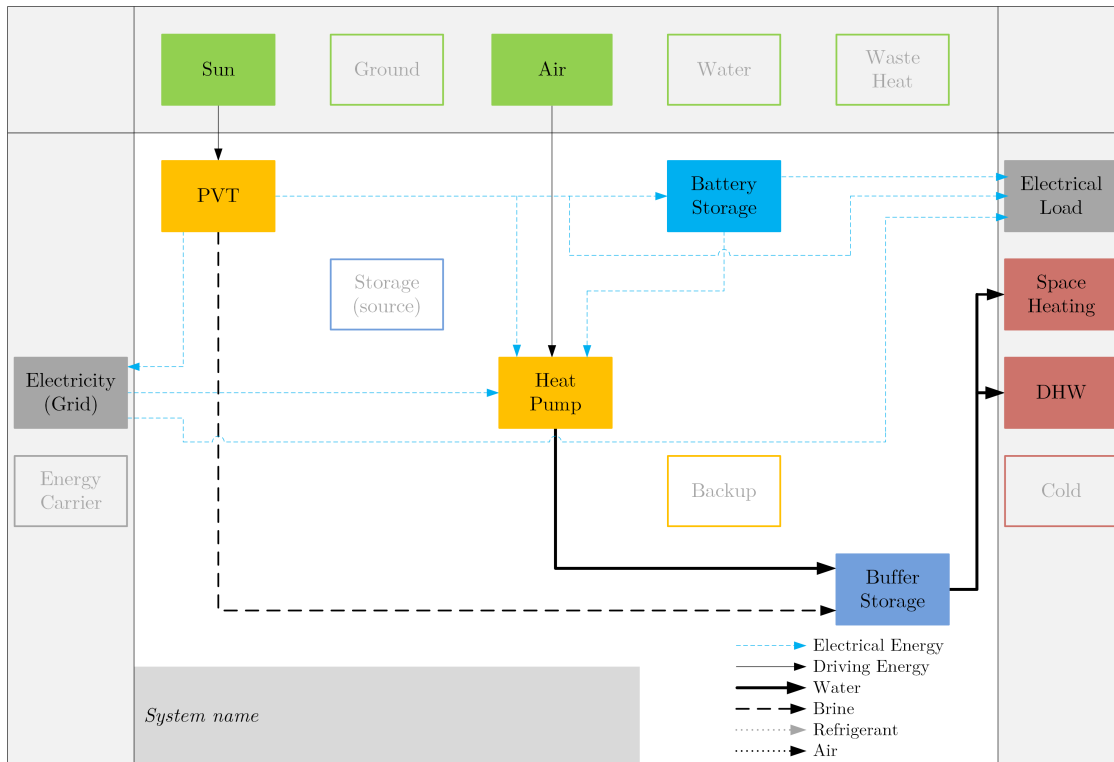 Sun
Ground
Air
Water
Waste
Heat
PVT
Battery
Storage
Electrical
Load
Storage
(source)
Space
Heating
Electricity
(Grid)
Heat
Pump
DHW
Energy
Carrier
Backup
Cold
Buffer
Storage
Electrical Energy
Driving Energy
Water
Brine
Refrigerant
Air
System name